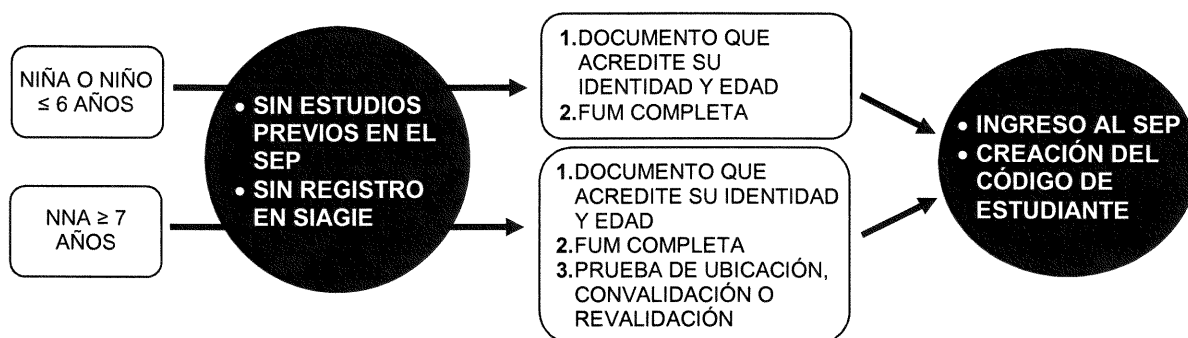 NIÑA O NIÑO
≤ 6 AÑOS
NNA ≥ 7
AÑOS
• SIN ESTUDIOS
PREVIOS EN EL
SEP
• SIN REGISTRO
EN SIAGIE
1.DOCUMENTO QUE
ACREDITE SU
IDENTIDAD Y EDAD
2.FUM COMPLETA
1.DOCUMENTO QUE
ACREDITE SU IDENTIDAD
Y EDAD
2.FUM COMPLETA
3.PRUEBA DE UBICACIÓN,
CONVALIDACIÓN O
REVALIDACIÓN
• INGRESO AL SEP
• CREACIÓN DEL
CÓDIGO DE
ESTUDIANTE